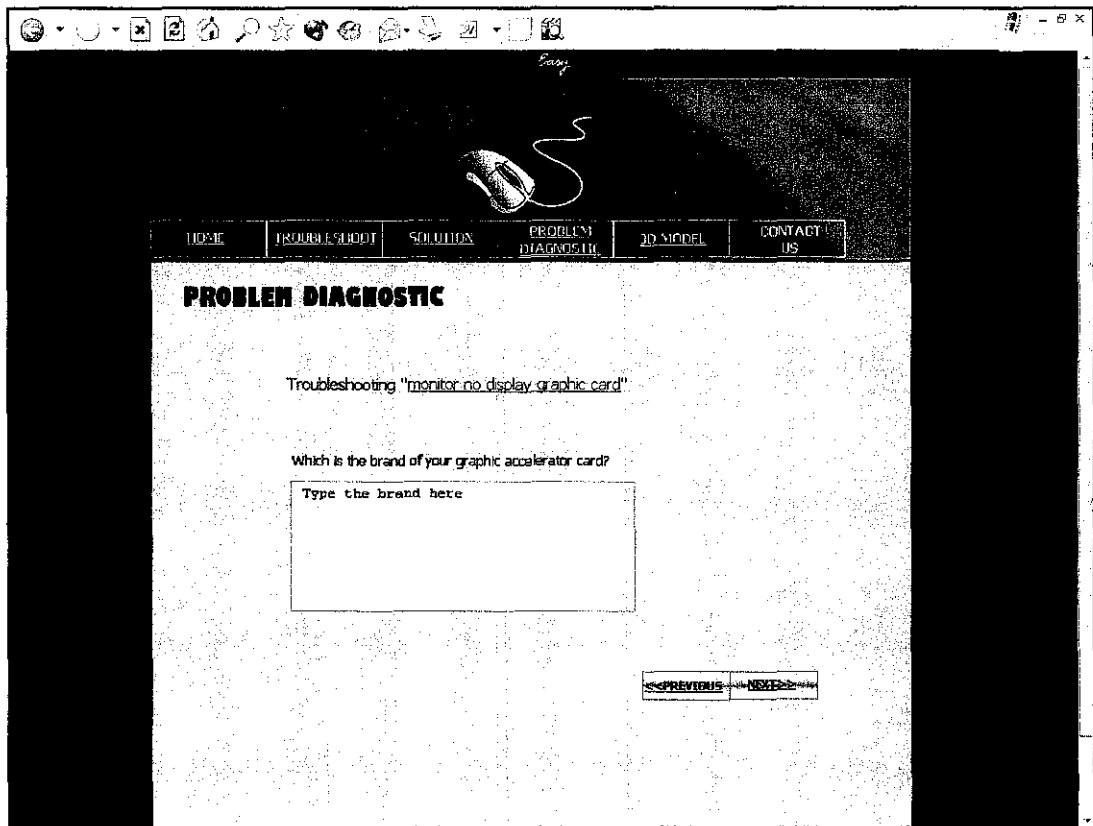 Easy
HOME TROUBLESHOOT SOLUTION PROBLEM DIAGNOSTIC 3D MODEL CONTACT US
PROBLEM DIAGNOSTIC
Troubleshooting "monitor no display graphic card"
Which is the brand of your graphic accelerator card?
Type the brand here
<<PREVIOUS NEXT>>